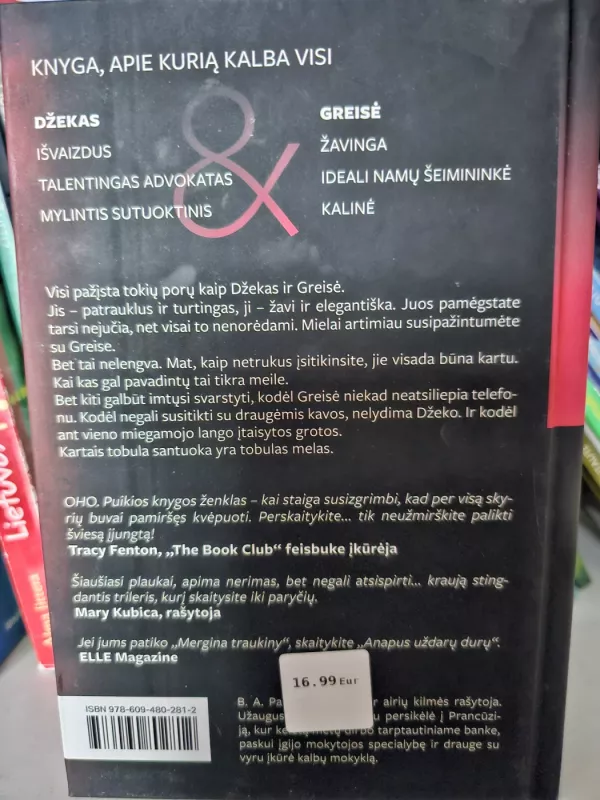 KNYGA, APIE KURIĄ KALBA VISI
DŽEKAS
IŠVAIZDUS
TALENTINGAS ADVOKATAS
MYLINTIS SUTUOKTINIS
&
GREISĖ
ŽAVINGA
IDEALI NAMŲ ŠEIMININKĖ
KALINĖ
Visi pažįsta tokių porų kaip Džekas ir Greisė.
Jis – patrauklus ir turtingas, ji – žavi ir elegantiška. Juos pamėgstate
tarsi nejučia, net visai to nenorėdami. Mielai artimiau susipažintumėte
su Greise.
Bet tai nelengva. Mat, kaip netrukus įsitikinsite, jie visada būna kartu.
Kai kas gal pavadintų tai tikra meile.
Bet kiti galbūt imtųsi svarstyti, kodėl Greisė niekad neatsiliepia telefo-
nu. Kodėl negali susitikti su draugėmis kavos, nelydima Džeko. Ir kodėl
ant vieno miegamojo lango įtaisytos grotos.
Kartais tobula santuoka yra tobulas melas.
OHO. Puikios knygos ženklas – kai staiga susizgrimbi, kad per visą sky-
rių buvai pamiršęs kvėpuoti. Perskaitykite... tik neužmirškite palikti
šviesą įjungtą!
Tracy Fenton, „The Book Club“ feisbuke įkūrėja
Šiaušiasi plaukai, apima nerimas, bet negali atsispirti... kraują sting-
dantis trileris, kurį skaitysite iki paryčių.
Mary Kubica, rašytoja
Jei jums patiko „Mergina traukiny“, skaitykite „Anapus uždarų durų“.
ELLE Magazine
16.99 Eur
ISBN 978-609-480-281-2
B. A. Pa r airių kilmės rašytoja.
Užaugus u persikėlė į Prancūzi-
ją, kur tarptautiniame banke,
paskui įgijo mokytojos specialybę ir drauge su
vyru įkūrė kalbų mokyklą.
Lietuvos